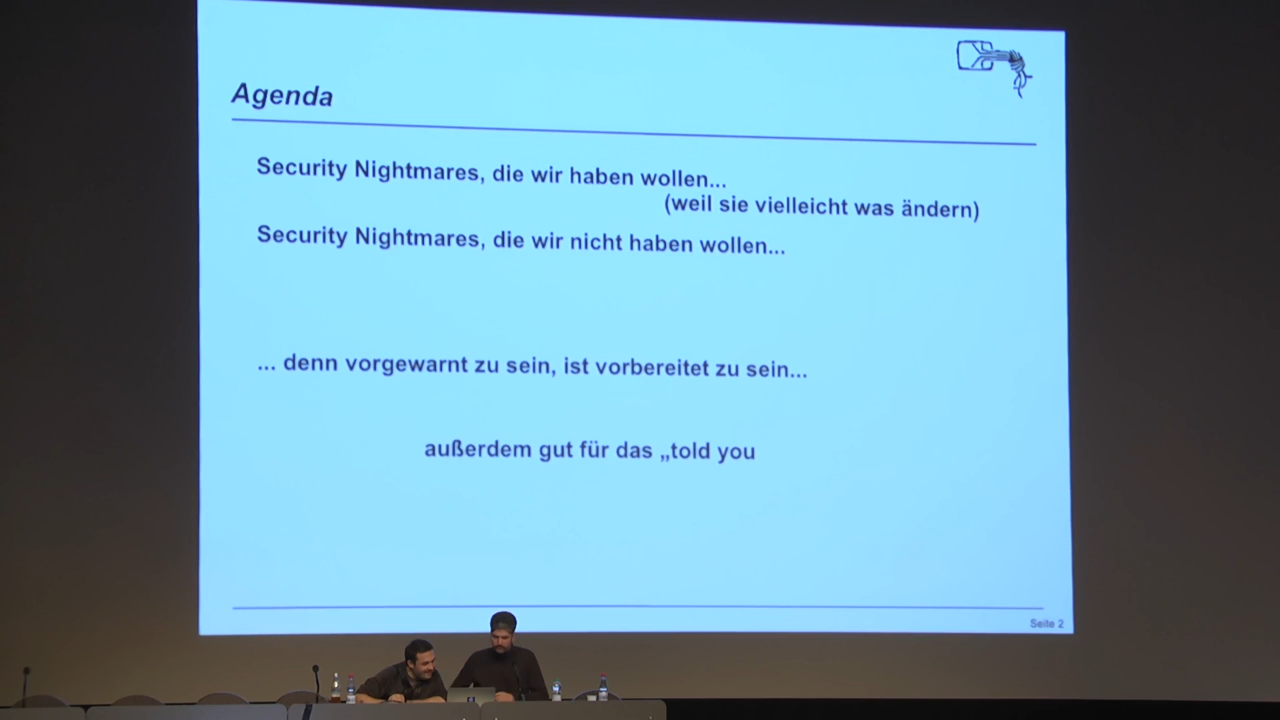 Agenda
Security Nightmares, die wir haben wollen...
(weil sie vielleicht was ändern)
Security Nightmares, die wir nicht haben wollen...
... denn vorgewarnt zu sein, ist vorbereitet zu sein...
außerdem gut für das „told you
Seite 2